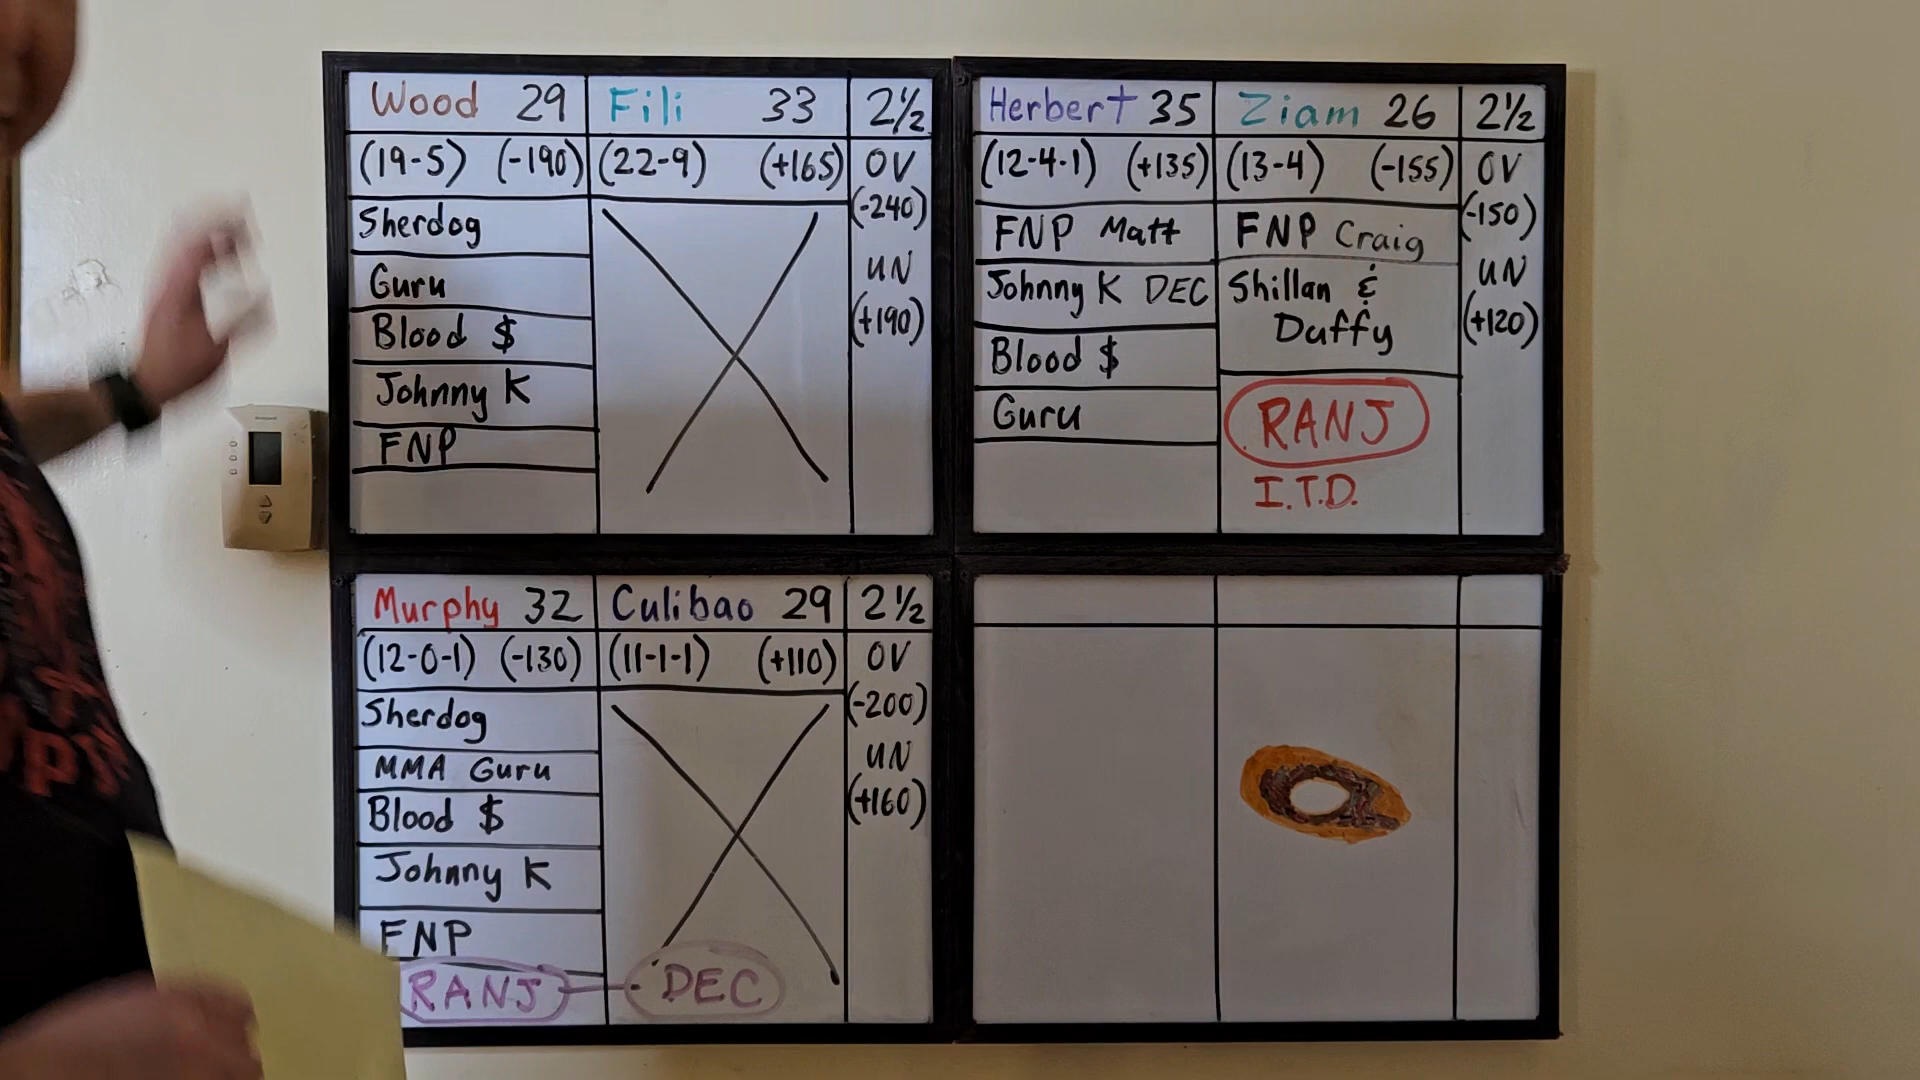 Wood 29 Fili 33 2½
(19-5) (-190) (22-9) (+165) OV
(-240)
Sherdog
UN
Guru
(+190)
Blood $
Johnny K
FNP
Herbert 35 Ziam 26 2½
(12-4-1) (+135) (13-4) (-155) OV
(-150)
FNP Matt FNP Craig
UN
Johnny K DEC Shillan &
Duffy
(+120)
Blood $
Guru RANJ
I.T.D.
Murphy 32 Culibao 29 2½
(12-0-1) (-130) (11-1-1) (+110) OV
(-200)
Sherdog
UN
MMA Guru
(+160)
Blood $
Johnny K
FNP
RANJ - DEC